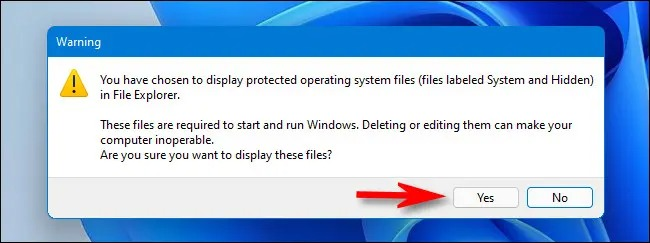 Warning
You have chosen to display protected operating system files (files labeled System and Hidden)
in File Explorer.
These files are required to start and run Windows. Deleting or editing them can make your
computer inoperable.
Are you sure you want to display these files?
Yes
No